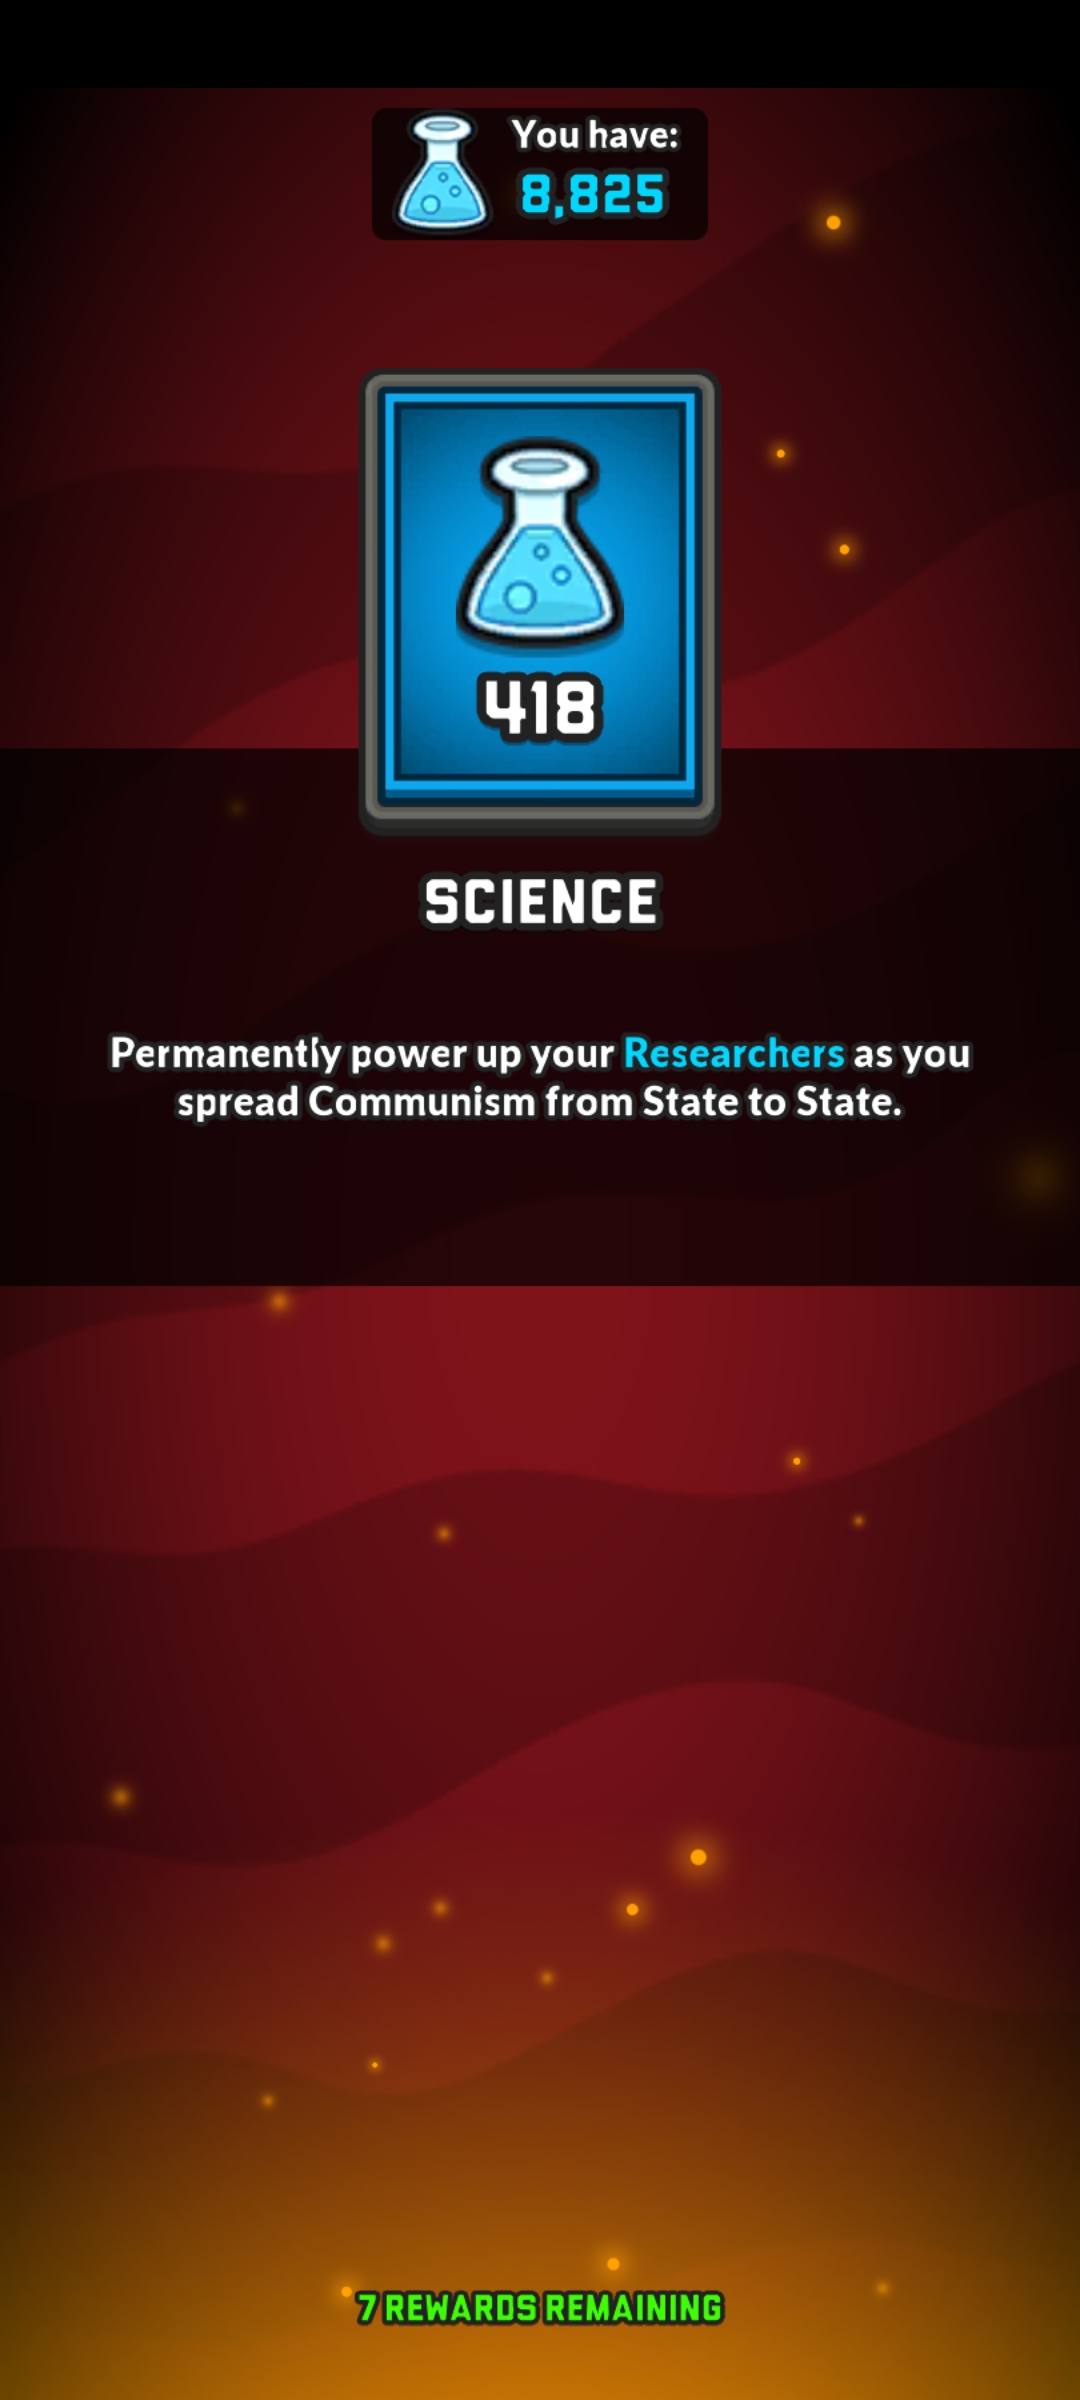 You have:
8,825
418
SCIENCE
Permanently power up your Researchers as you
spread Communism from State to State.
7 REWARDS REMAINING